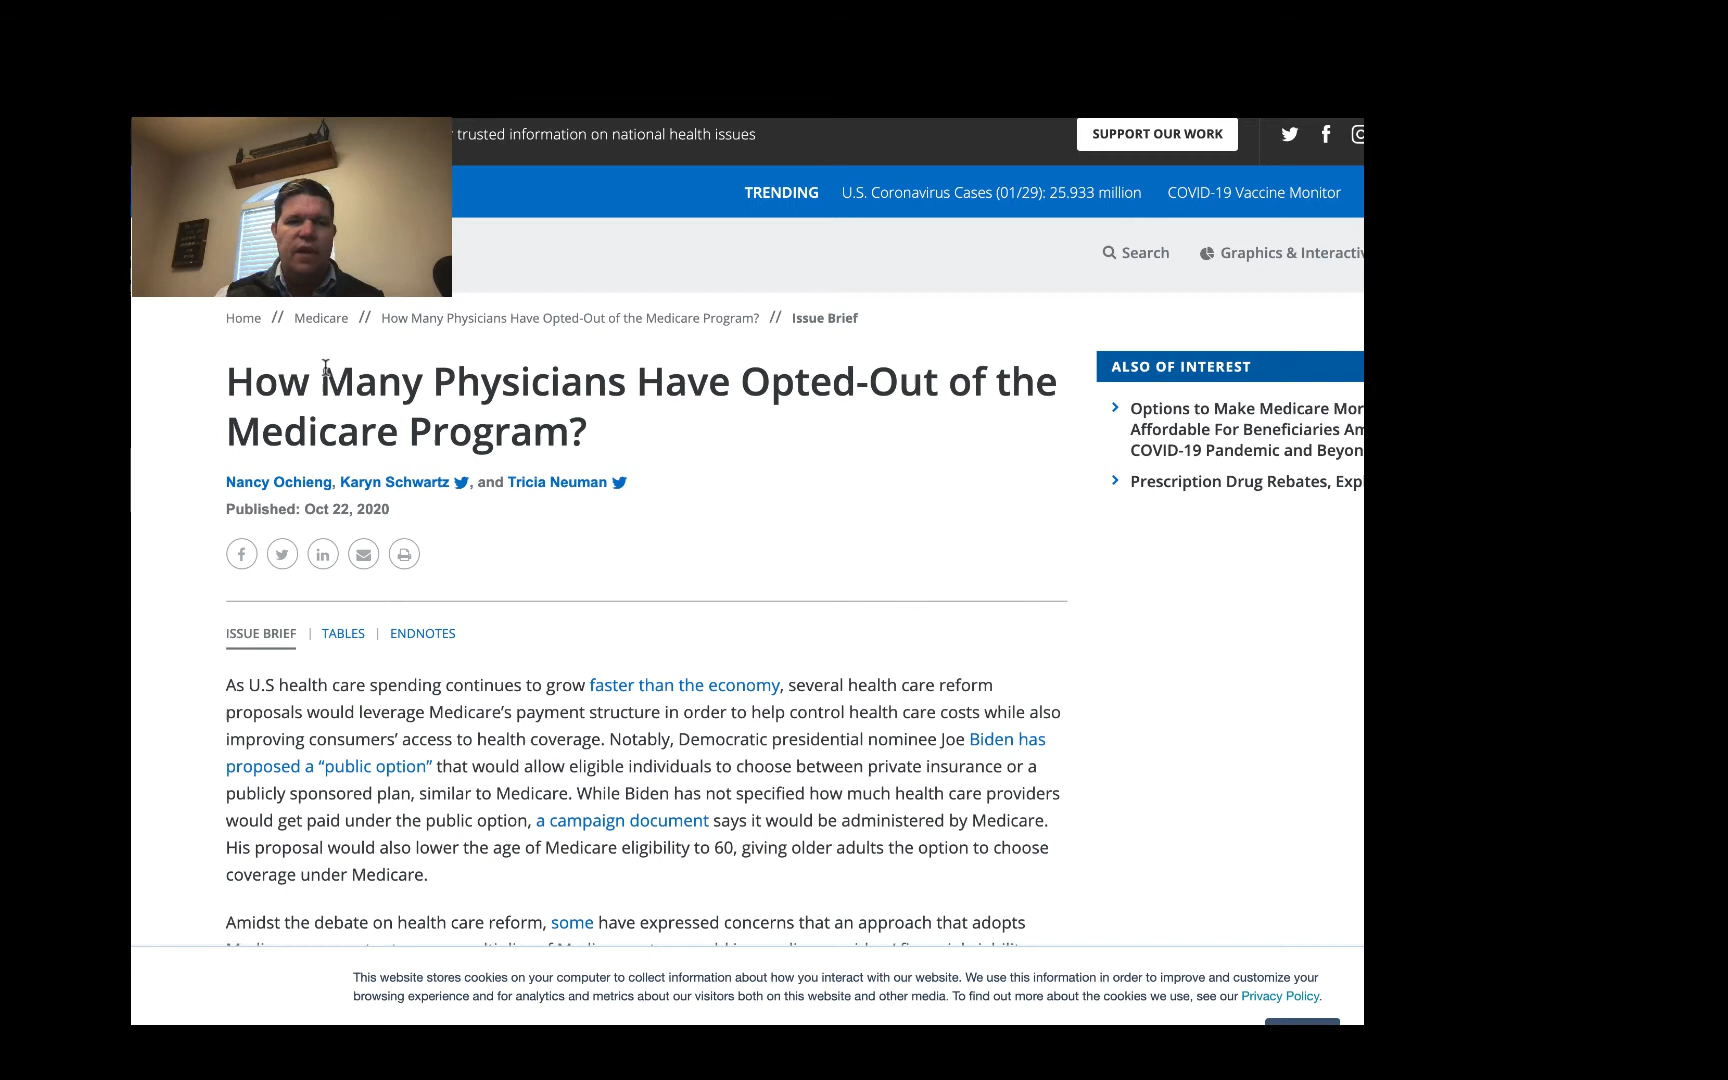 trusted information on national health issues
SUPPORT OUR WORK
TRENDING U.S. Coronavirus Cases (01/29): 25.933 million COVID-19 Vaccine Monitor
Search Graphics &
Home // Medicare // How Many Physicians Have Opted-Out of the Medicare Program? // Issue Brief
How Many Physicians Have Opted-Out of the
Medicare Program?
Nancy Ochieng, Karyn Schwartz, and Tricia Neuman
Published: Oct 22, 2020
ALSO OF INTEREST
Options to Make Medicare
Affordable For Beneficiaries
COVID-19 Pandemic and
Prescription Drug Rebates,
ISSUE BRIEF | TABLES | ENDNOTES
As U.S health care spending continues to grow faster than the economy, several health care reform
proposals would leverage Medicare’s payment structure in order to help control health care costs while also
improving consumers’ access to health coverage. Notably, Democratic presidential nominee Joe Biden has
proposed a “public option” that would allow eligible individuals to choose between private insurance or a
publicly sponsored plan, similar to Medicare. While Biden has not specified how much health care providers
would get paid under the public option, a campaign document says it would be administered by Medicare.
His proposal would also lower the age of Medicare eligibility to 60, giving older adults the option to choose
coverage under Medicare.
Amidst the debate on health care reform, some have expressed concerns that an approach that adopts
This website stores cookies on your computer to collect information about how you interact with our website. We use this information in order to improve and customize your
browsing experience and for analytics and metrics about our visitors both on this website and other media. To find out more about the cookies we use, see our Privacy Policy.